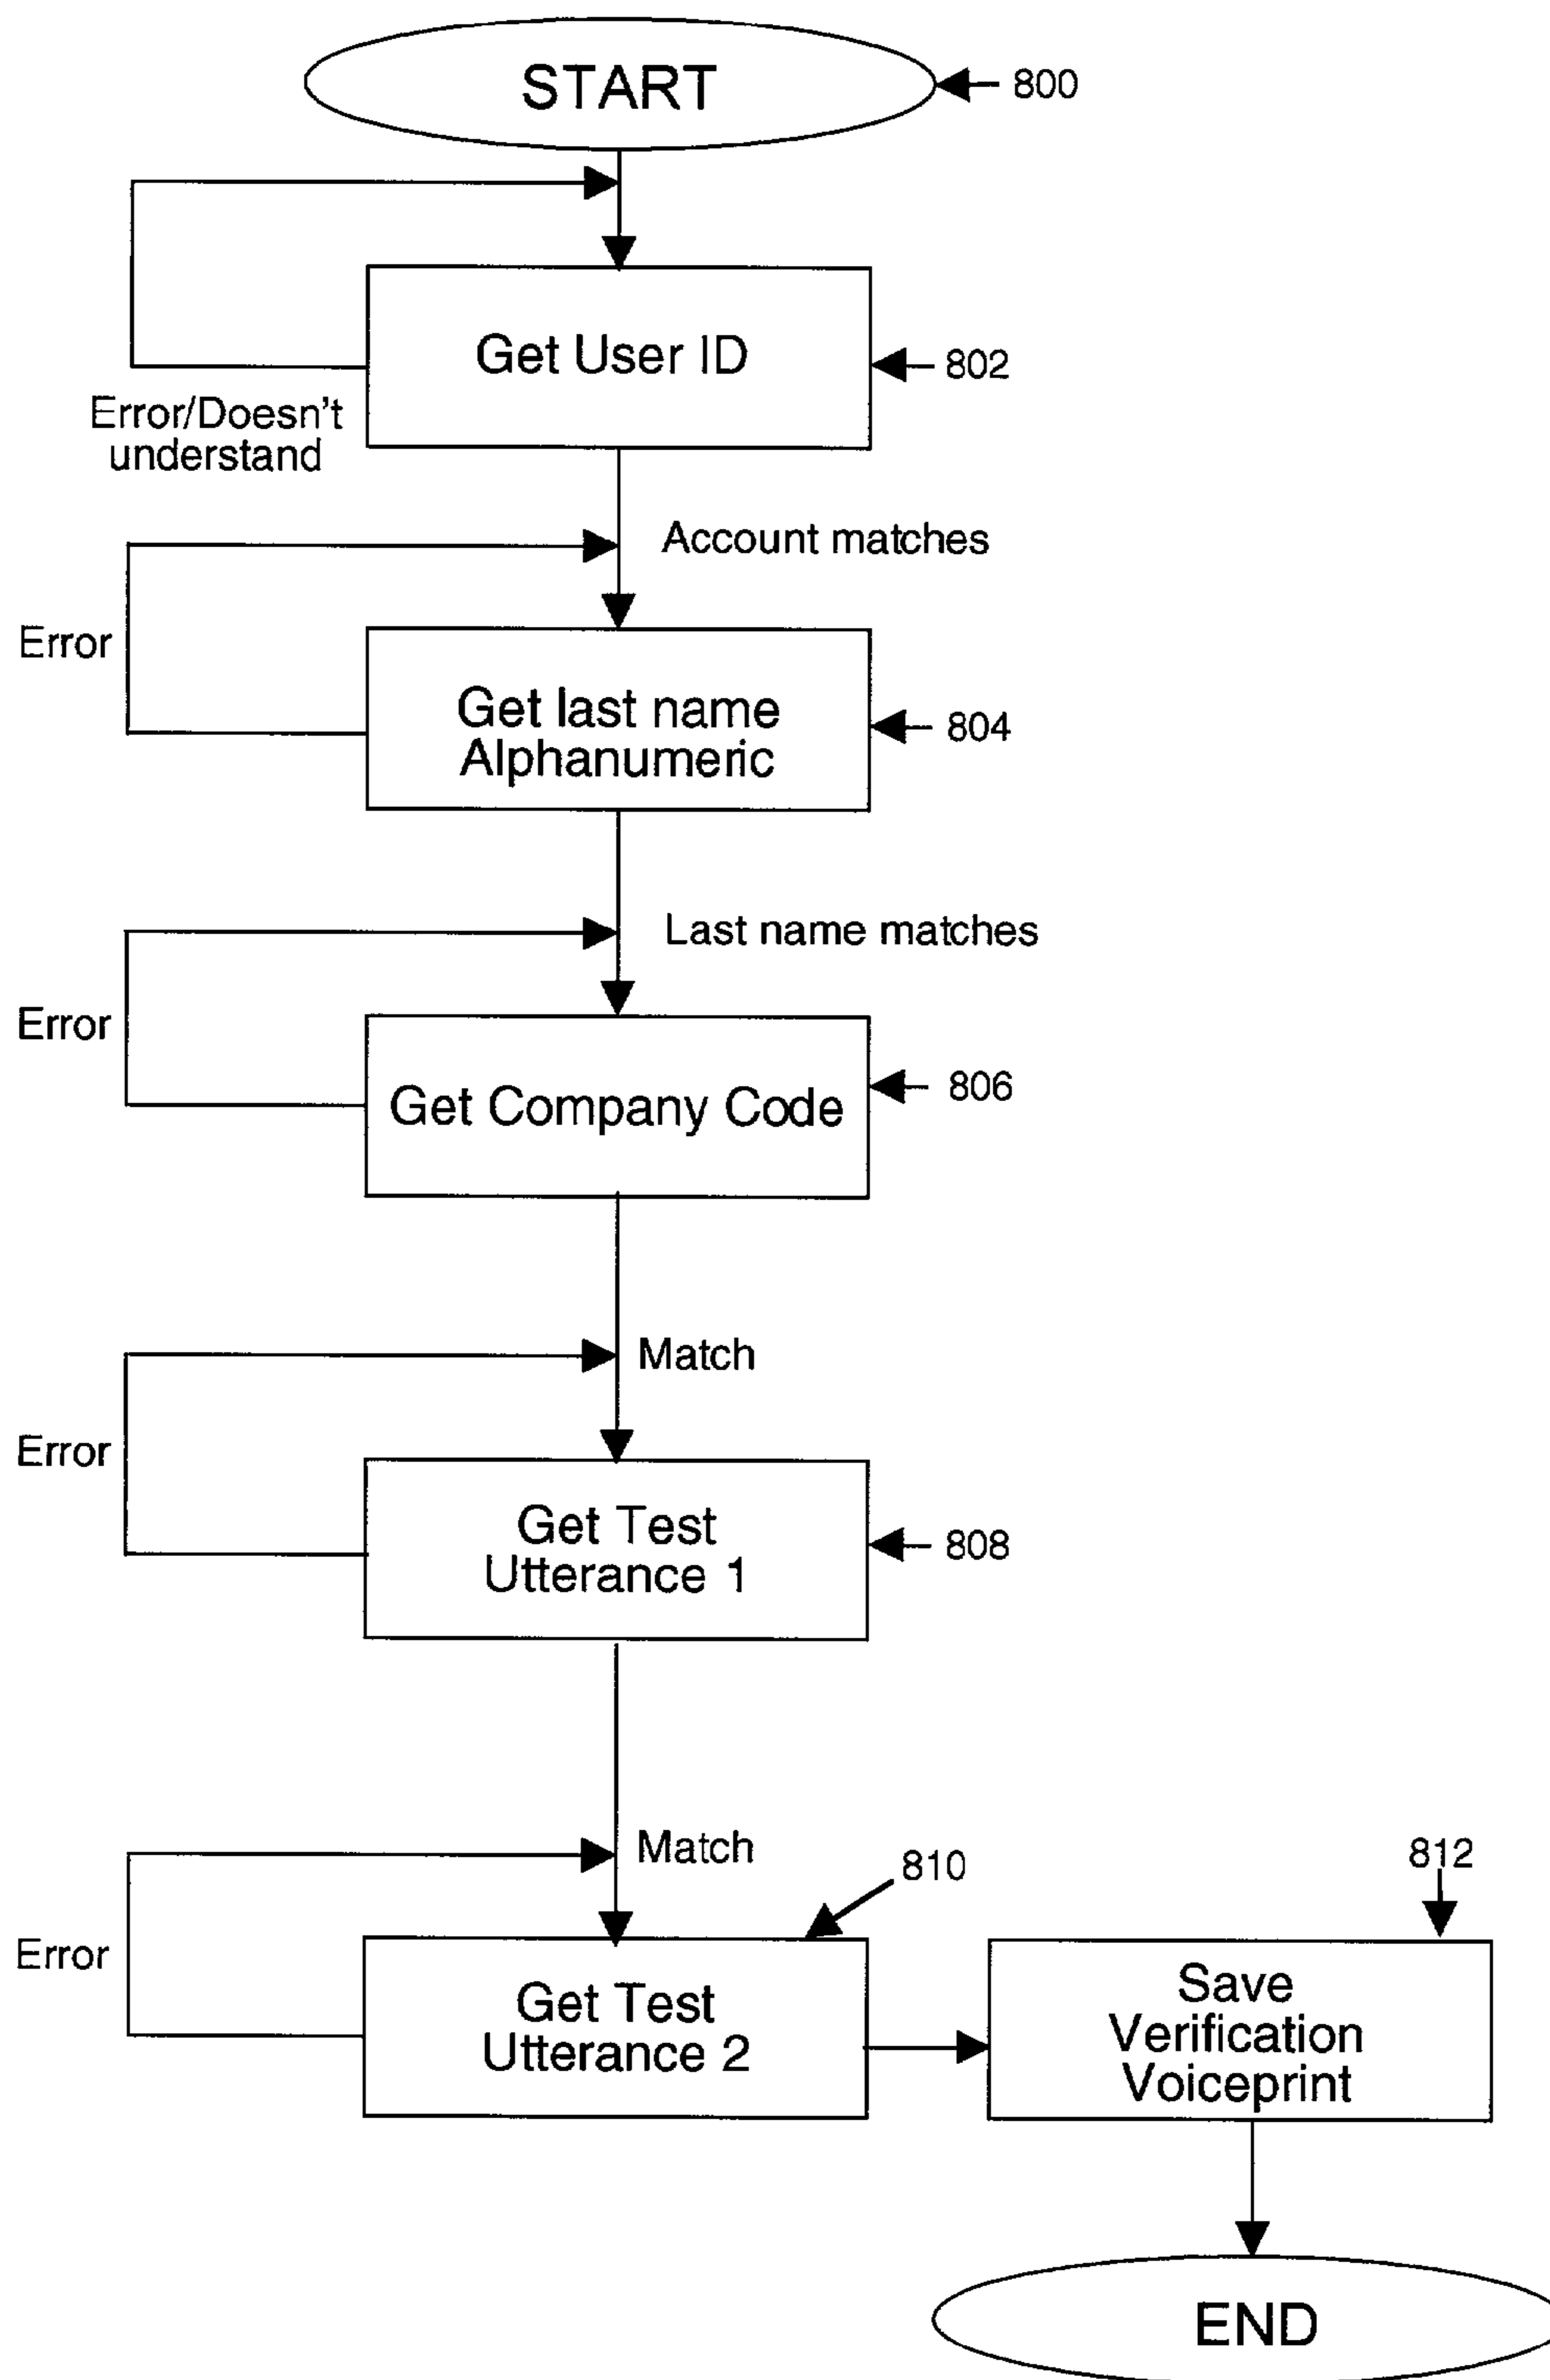 START
800
Get User ID
802
Error/Doesn't
understand
Account matches
Error
Get last name
Alphanumeric
804
Last name matches
Error
Get Company Code
806
Match
Error
Get Test
Utterance 1
808
Match
810
812
Error
Get Test
Utterance 2
Save
Verification
Voiceprint
END